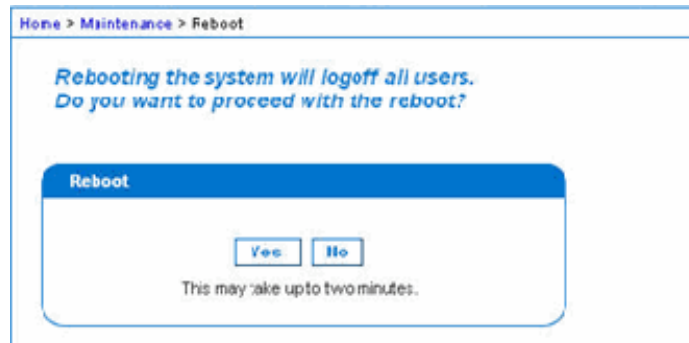 Home > Maintenance > Reboot
Rebooting the system will logoff all users.
Do you want to proceed with the reboot?
Reboot
Yes No
This may take up to two minutes.